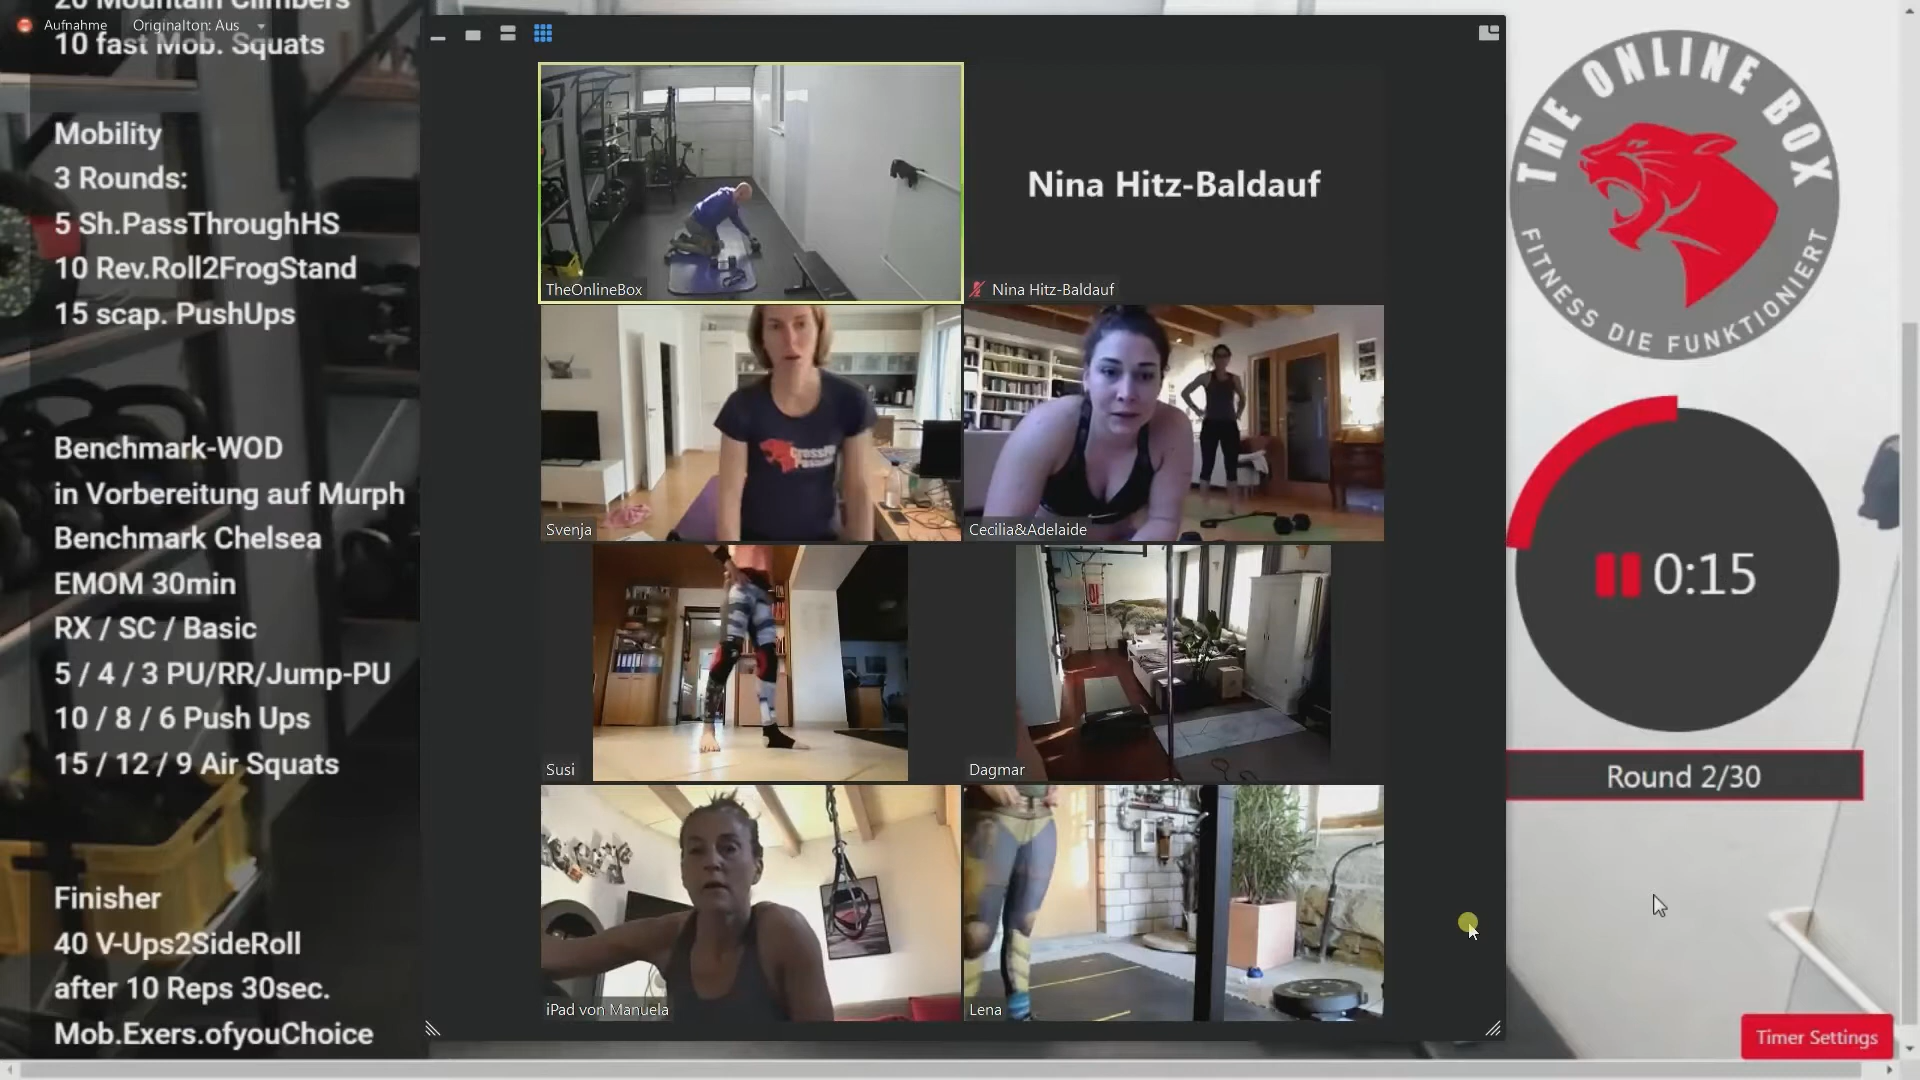 20 Mountain Climbers
Aufnahme
Originalton: Aus
10 fast Mob. Squats
Mobility
3 Rounds:
5 Sh.PassThroughHS
10 Rev.Roll2FrogStand
15 scap. PushUps
Benchmark-WOD
in Vorbereitung auf Murph
Benchmark Chelsea
EMOM 30min
RX / SC / Basic
5 / 4 / 3 PU/RR/Jump-PU
10 / 8 / 6 Push Ups
15 / 12 / 9 Air Squats
Finisher
40 V-Ups2SideRoll
after 10 Reps 30sec.
Mob.Exers.ofyouChoice
TheOnlineBox
Nina Hitz-Baldauf
Nina Hitz-Baldauf
CrossFit
Svenja
Cecilia&Adelaide
Susi
Dagmar
iPad von Manuela
Lena
THE ONLINE BOX
FITNESS DIE FUNKTIONIERT
0:15
Round 2/30
Timer Settings